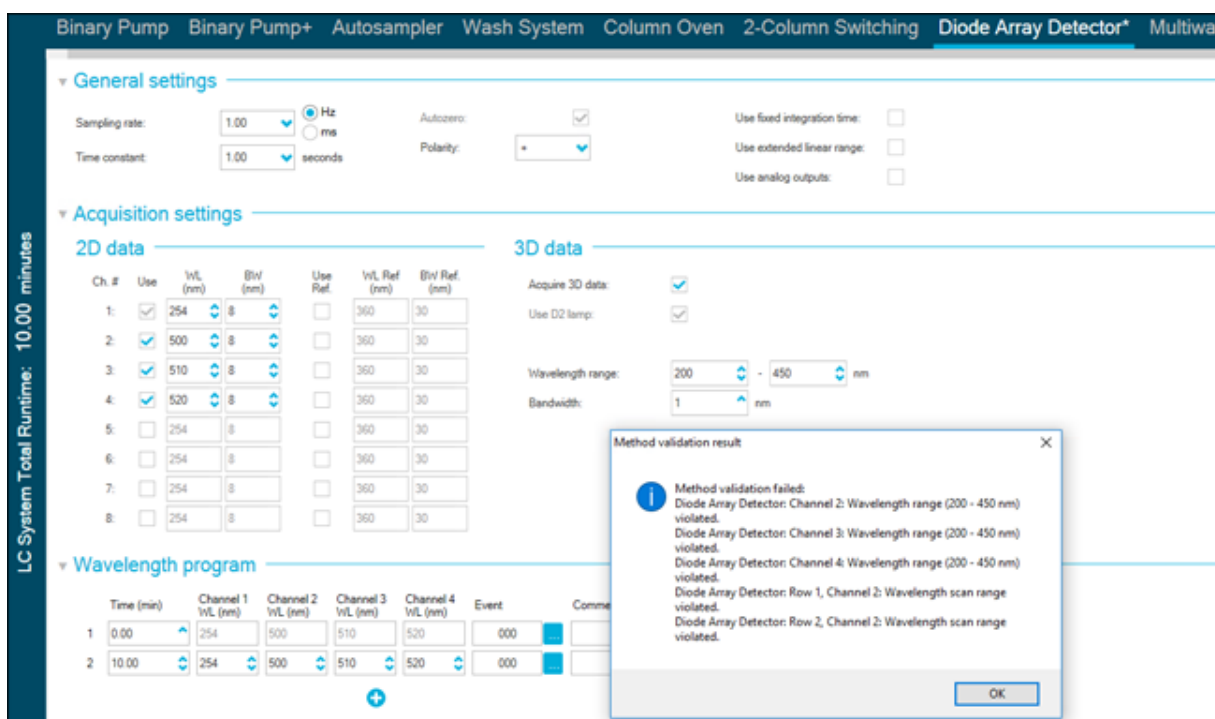 Binary Pump Binary Pump+ Autosampler Wash System Column Oven 2-Column Switching Diode Array Detector* Multiwa
LC System Total Runtime: 10.00 minutes
General settings
Sampling rate: 1.00 Hz ms
Autozero:
Use fixed integration time:
Time constant: 1.00 seconds
Polarity: +
Use extended linear range:
Use analog outputs:
Acquisition settings
2D data
Ch. # Use WL (nm) BW (nm) Use Ref. WL Ref (nm) BW Ref. (nm)
1: 254 8 360 30
2: 500 8 360 30
3: 510 8 360 30
4: 520 8 360 30
5: 254 8 360 30
6: 254 8 360 30
7: 254 8 360 30
8: 254 8 360 30
3D data
Acquire 3D data:
Use D2 lamp:
Wavelength range: 200 - 450 nm
Bandwidth: 1 nm
Wavelength program
Time (min) Channel 1 WL (nm) Channel 2 WL (nm) Channel 3 WL (nm) Channel 4 WL (nm) Event Comme
1 0.00 254 500 510 520 000 ...
2 10.00 254 500 510 520 000 ...
Method validation result
Method validation failed:
Diode Array Detector: Channel 2: Wavelength range (200 - 450 nm)
violated.
Diode Array Detector: Channel 3: Wavelength range (200 - 450 nm)
violated.
Diode Array Detector: Channel 4: Wavelength range (200 - 450 nm)
violated.
Diode Array Detector: Row 1, Channel 2: Wavelength scan range
violated.
Diode Array Detector: Row 2, Channel 2: Wavelength scan range
violated.
OK